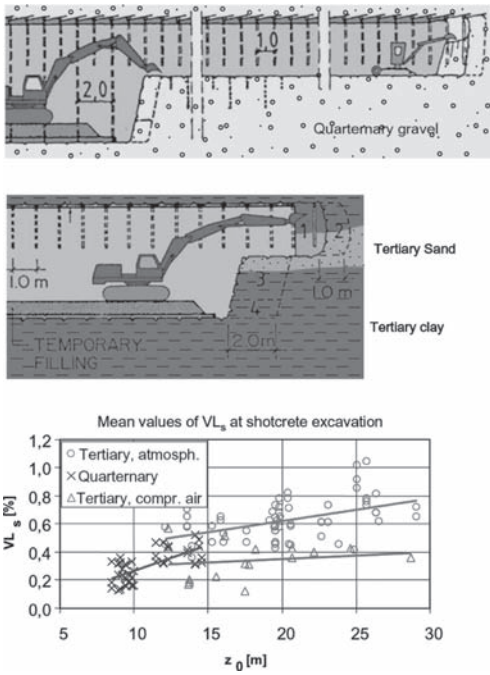 1.0
2,0
Quarternary gravel
1 2
Tertiary Sand
1.0 m
3
1.0 m
4
Tertiary clay
TEMPORARY
FILLING
2.0m
Mean values of VLs at shotcrete excavation
1,2
1,0
0,8
0,6
0,4
0,2
0,0
VL s [%]
Tertiary, atmosph.
Quarternary
Tertiary, compr. air
5 10 15 20 25 30
z 0 [m]